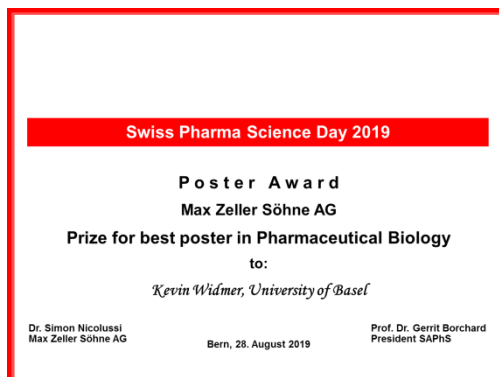 Swiss Pharma Science Day 2019
Poster Award
Max Zeller Söhne AG
Prize for best poster in Pharmaceutical Biology
to:
Kevin Widmer, University of Basel
Dr. Simon Nicolussi
Max Zeller Söhne AG
Bern, 28. August 2019
Prof. Dr. Gerrit Borchard
President SAPhS